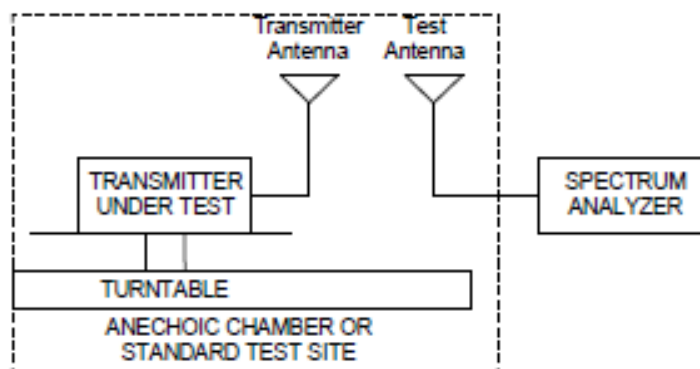 Transmitter
Antenna
Test
Antenna
TRANSMITTER
UNDER TEST
SPECTRUM
ANALYZER
TURNTABLE
ANECHOIC CHAMBER OR
STANDARD TEST SITE